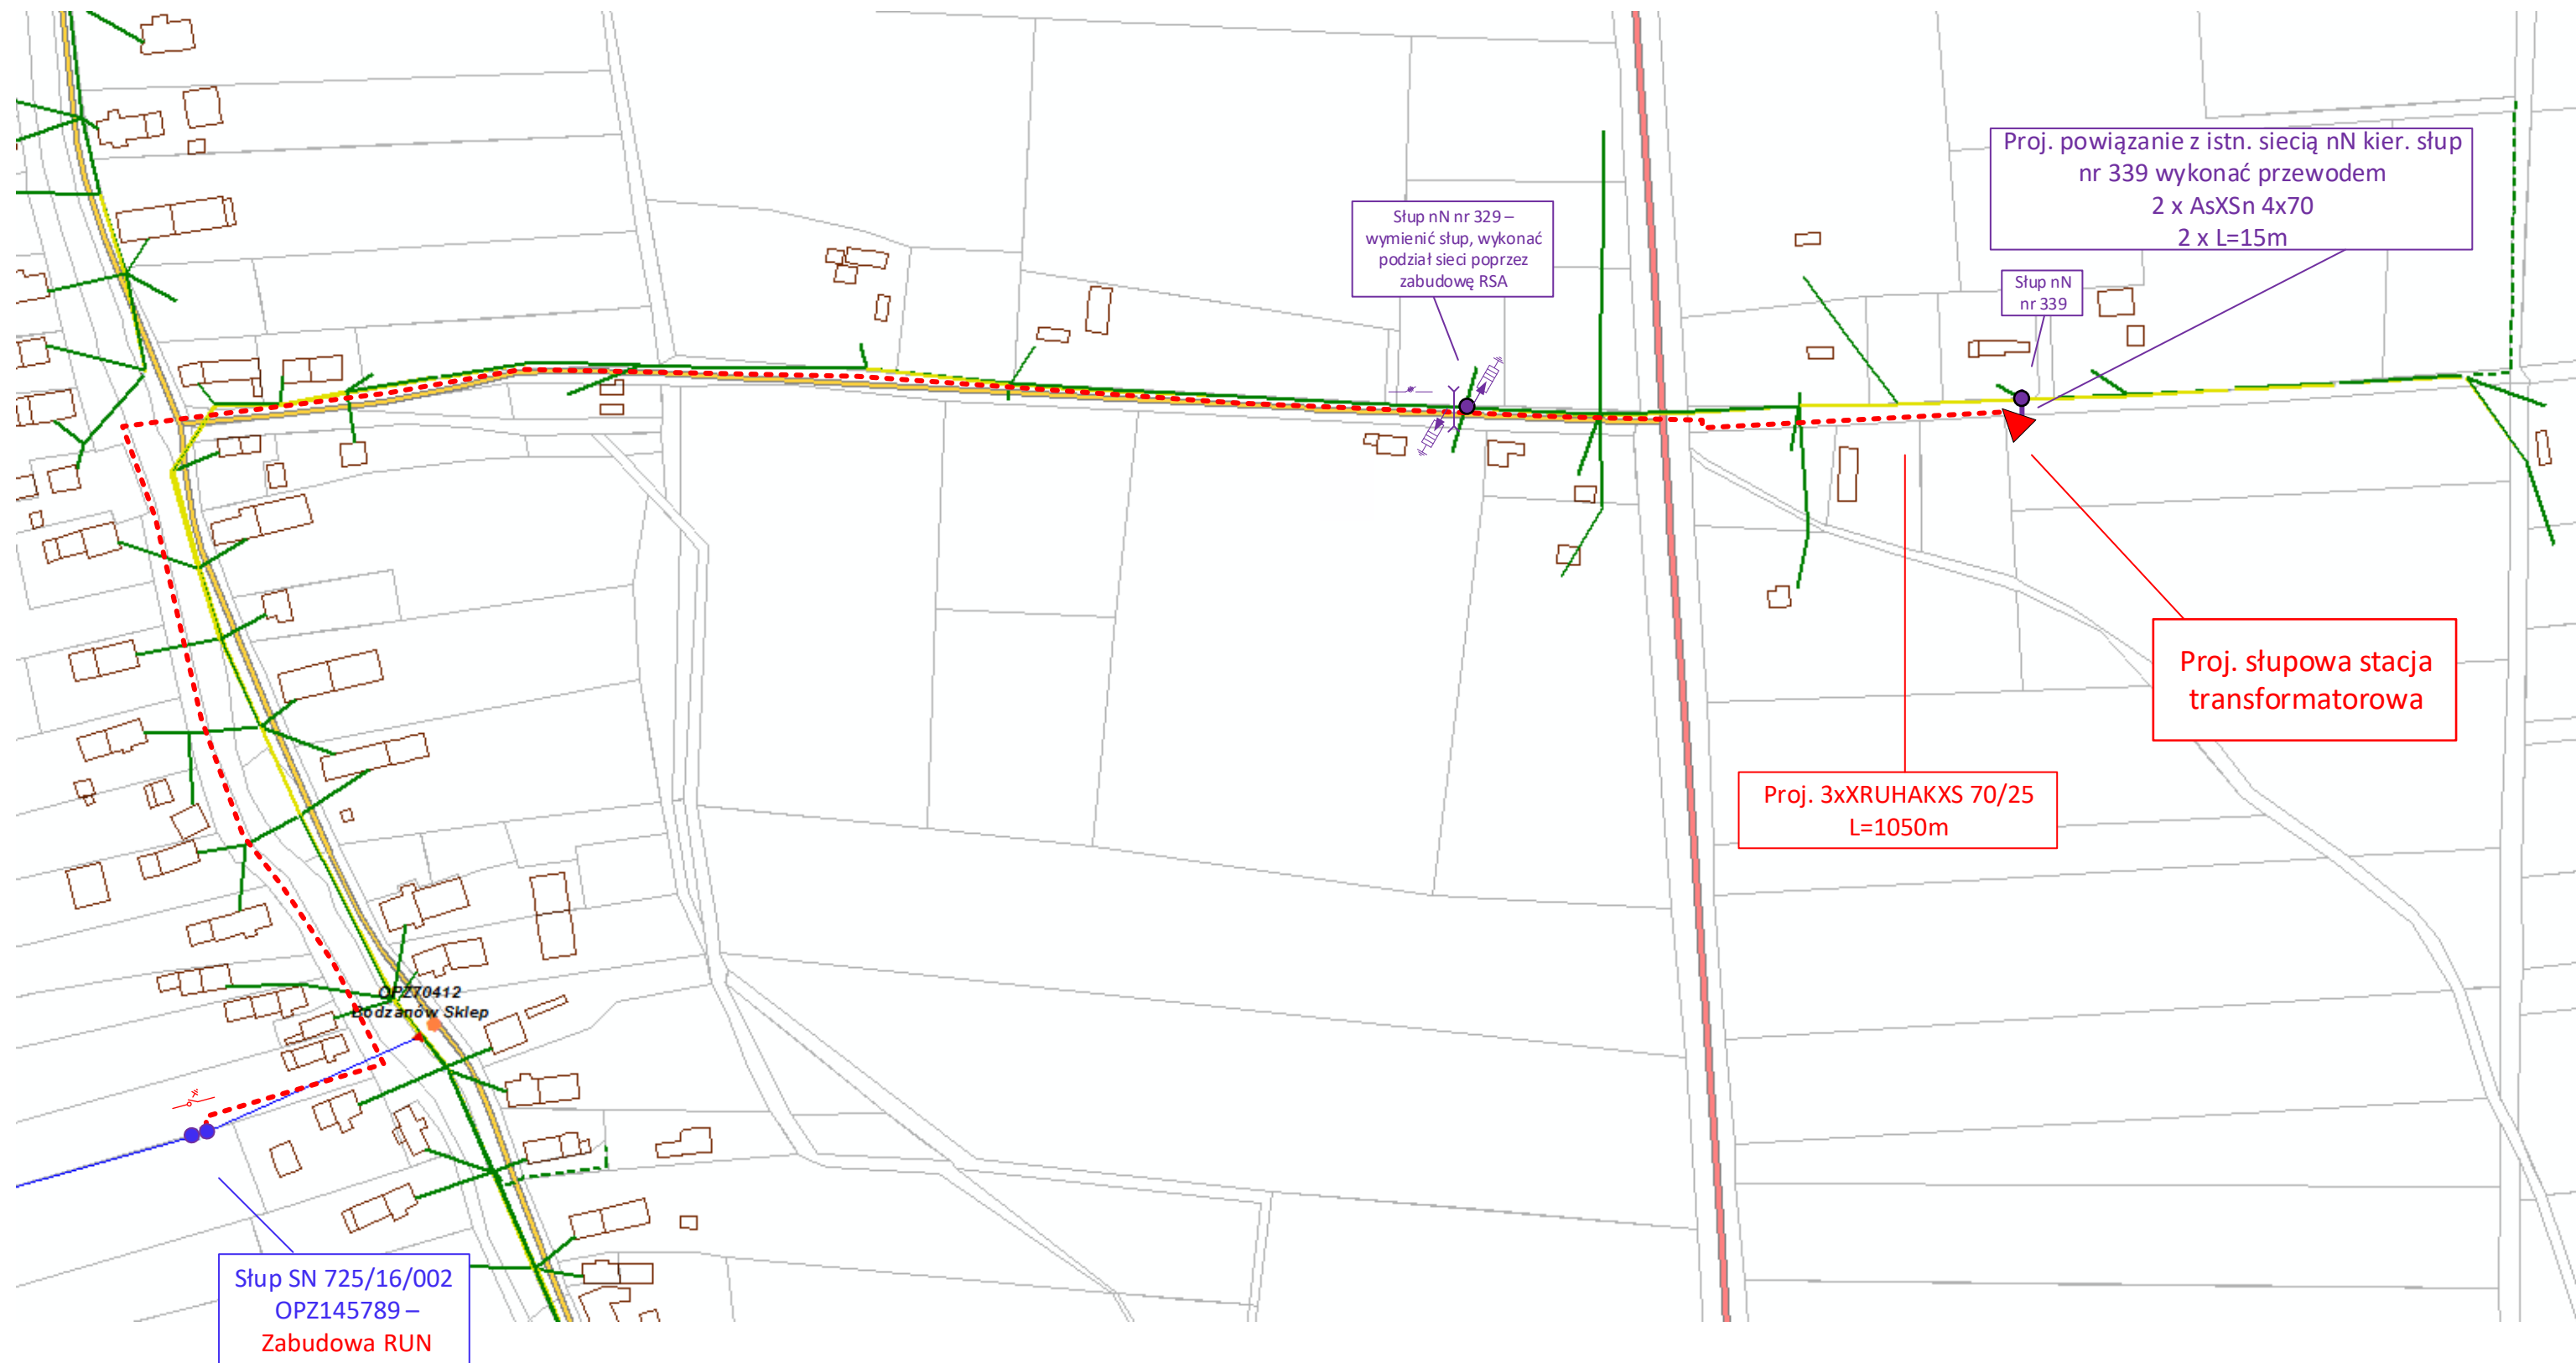 Proj. powiązanie z istn. siecią nN kier. słup
nr 339 wykonać przewodem
2 x AsXSn 4x70
2 x L=15m
Słup nN nr 329 –
wymienić słup, wykonać
podział sieci poprzez
zabudowę RSA
Słup nN
nr 339
Proj. słupowa stacja
transformatorowa
Proj. 3xXRUHAKXS 70/25
L=1050m
OPZ70412
Bodzanów Sklep
Słup SN 725/16/002
OPZ145789 –
Zabudowa RUN